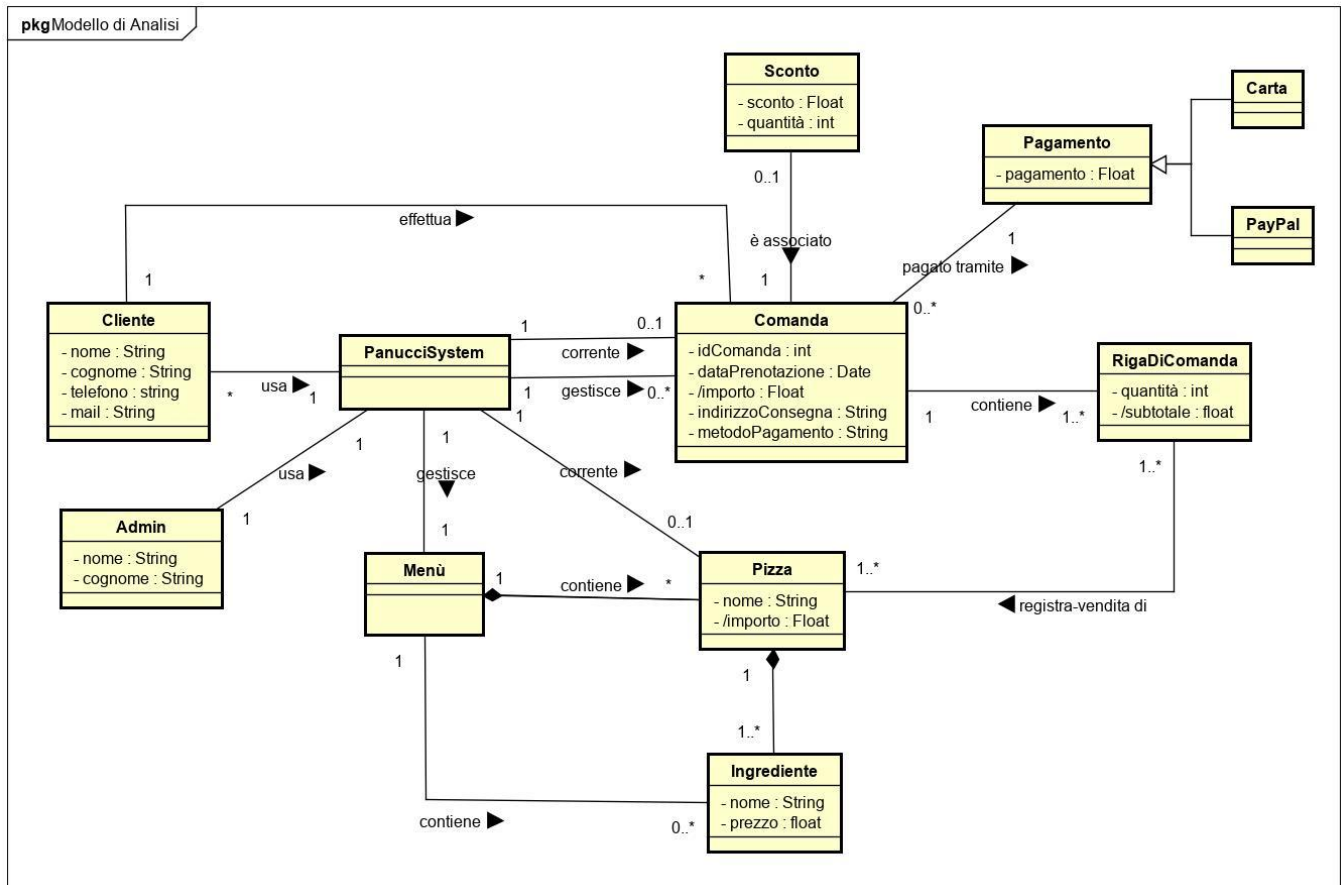 pkg Modello di Analisi
Sconto
- sconto : Float
- quantità : int
0..1
è associato
1
Carta
Pagamento
- pagamento : Float
PayPal
1
pagato tramite
0..*
effettua
1
*
Cliente
- nome : String
- cognome : String
- telefono : string
- mail : String
*
usa
1
PanucciSystem
1
corrente
0..1
1
gestisce
0..*
Comanda
- idComanda : int
- dataPrenotazione : Date
- /importo : Float
- indirizzoConsegna : String
- metodoPagamento : String
1
contiene
1..*
RigaDiComanda
- quantità : int
- /subtotale : float
1..*
registra-vendita di
1..*
1
usa
1
Admin
- nome : String
- cognome : String
1
gestisce
1
1
corrente
0..1
Menù
1
contiene
*
Pizza
- nome : String
- /importo : Float
1
1..*
1
contiene
0..*
Ingrediente
- nome : String
- prezzo : float